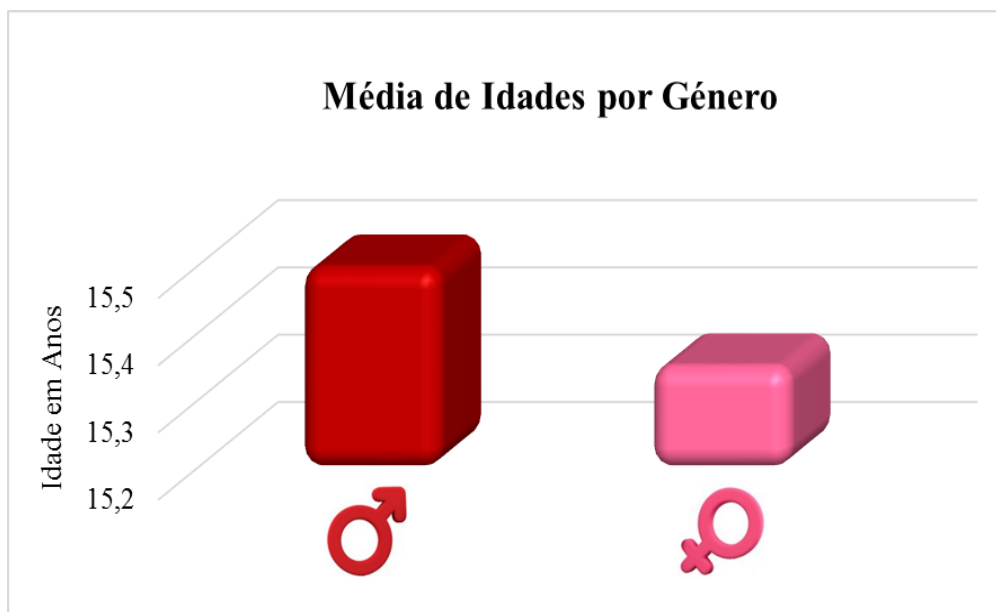 Média de Idades por Género
Idade em Anos
15,5
15,4
15,3
15,2